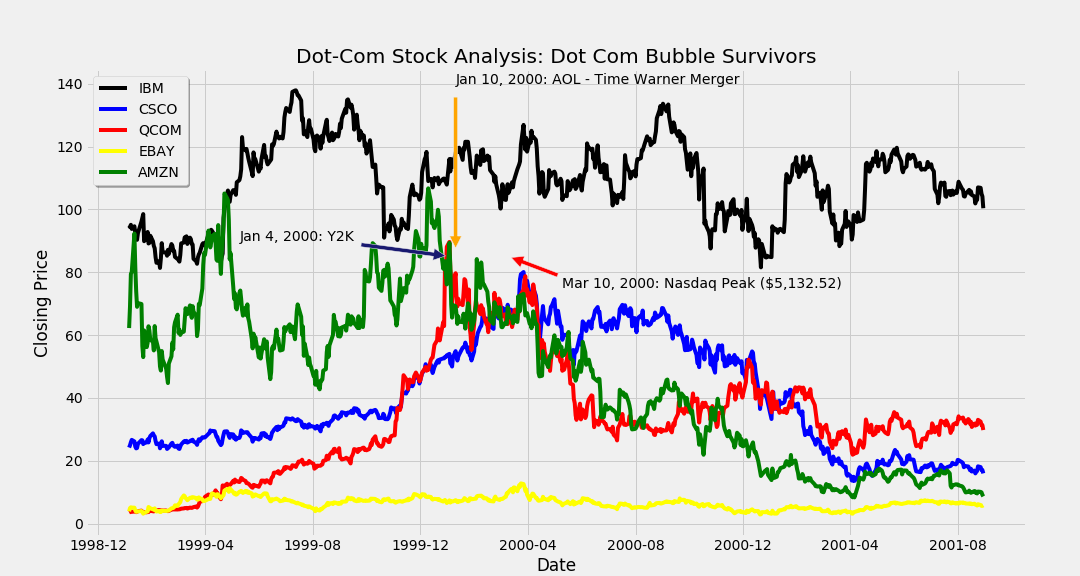 Dot-Com Stock Analysis: Dot Com Bubble Survivors
Jan 10, 2000: AOL - Time Warner Merger
IBM
CSCO
QCOM
EBAY
AMZN
Jan 4, 2000: Y2K
Mar 10, 2000: Nasdaq Peak ($5,132.52)
Closing Price
140
120
100
80
60
40
20
0
1998-12 1999-04 1999-08 1999-12 2000-04 2000-08 2000-12 2001-04 2001-08
Date